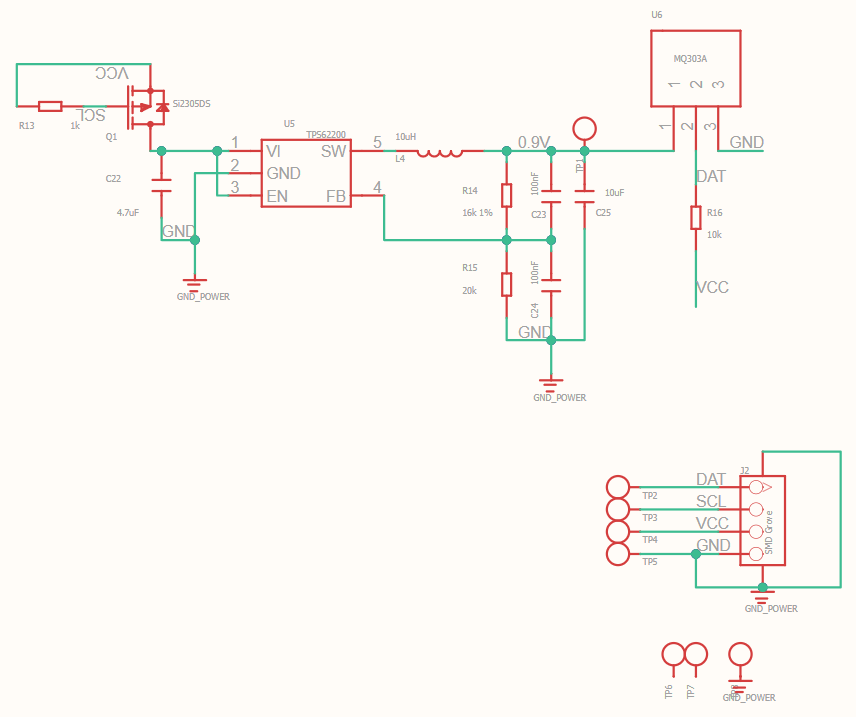 U6
MQ303A
1
2
3
1
2
3
VCC
SCL
R13
1k
Q1
Si2305DS
U5
TPS62200
1
2
3
VI
GND
EN
SW
FB
5
4
10uH
L4
0.9V
TP1
GND
C22
4.7uF
GND
GND_POWER
R14
16k 1%
100nF
C23
10uF
C25
DAT
R16
10k
VCC
R15
20k
100nF
C24
GND
GND_POWER
J2
DAT
TP2
SCL
TP3
VCC
TP4
GND
TP5
SMD Grove
GND_POWER
TP6
TP7
GND_POWER